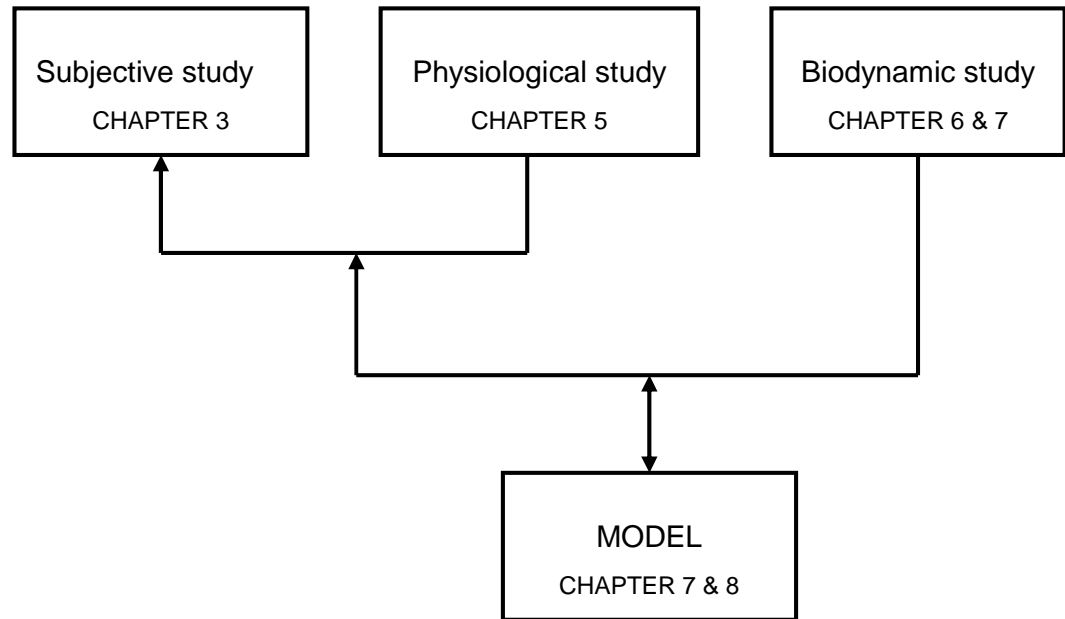 Subjective study
CHAPTER 3
Physiological study
CHAPTER 5
Biodynamic study
CHAPTER 6 & 7
MODEL
CHAPTER 7 & 8